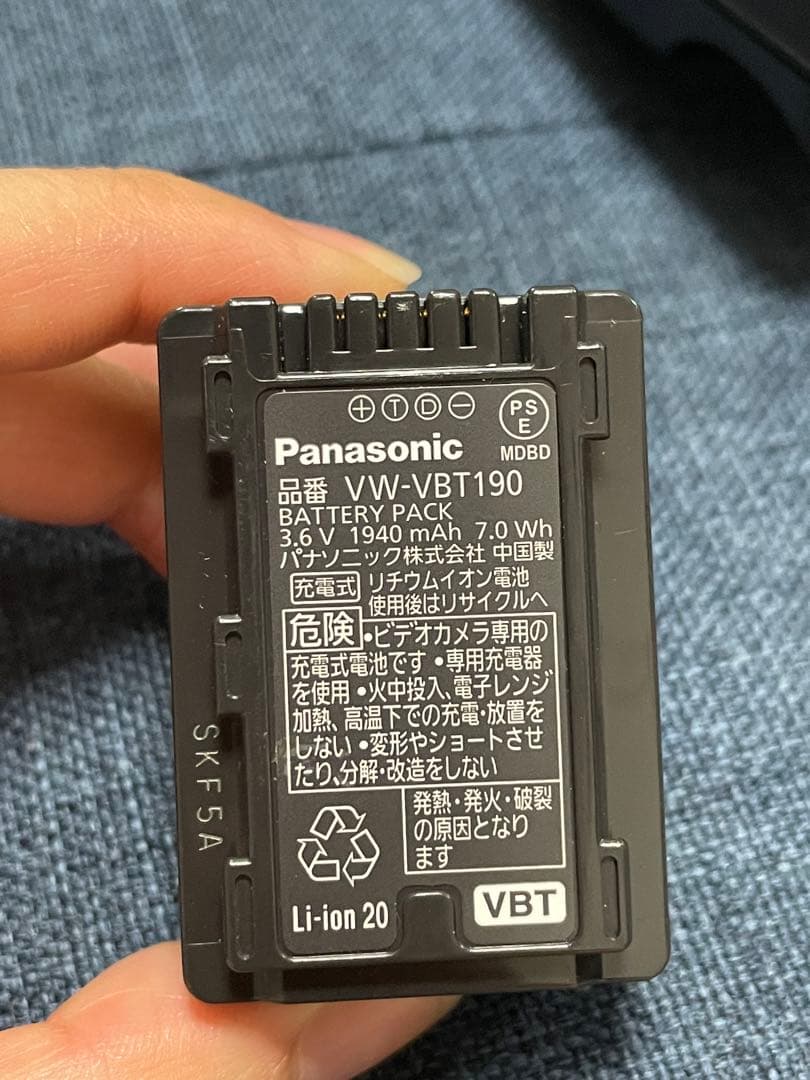 ⊕ Ⓣ Ⓓ ⊖
PS
E
Panasonic MDBD
品番 VW-VBT190
BATTERY PACK
3.6 V 1940 mAh 7.0 Wh
パナソニック株式会社 中国製
充電式 リチウムイオン電池
使用後はリサイクルへ
危険 •ビデオカメラ専用の
充電式電池です •専用充電器
を使用 •火中投入、電子レンジ
加熱、高温下での充電・放置を
しない •変形やショートさせ
たり、分解・改造をしない
発熱・発火・破裂
の原因となり
ます
Li-ion 20
VBT
SKF5A